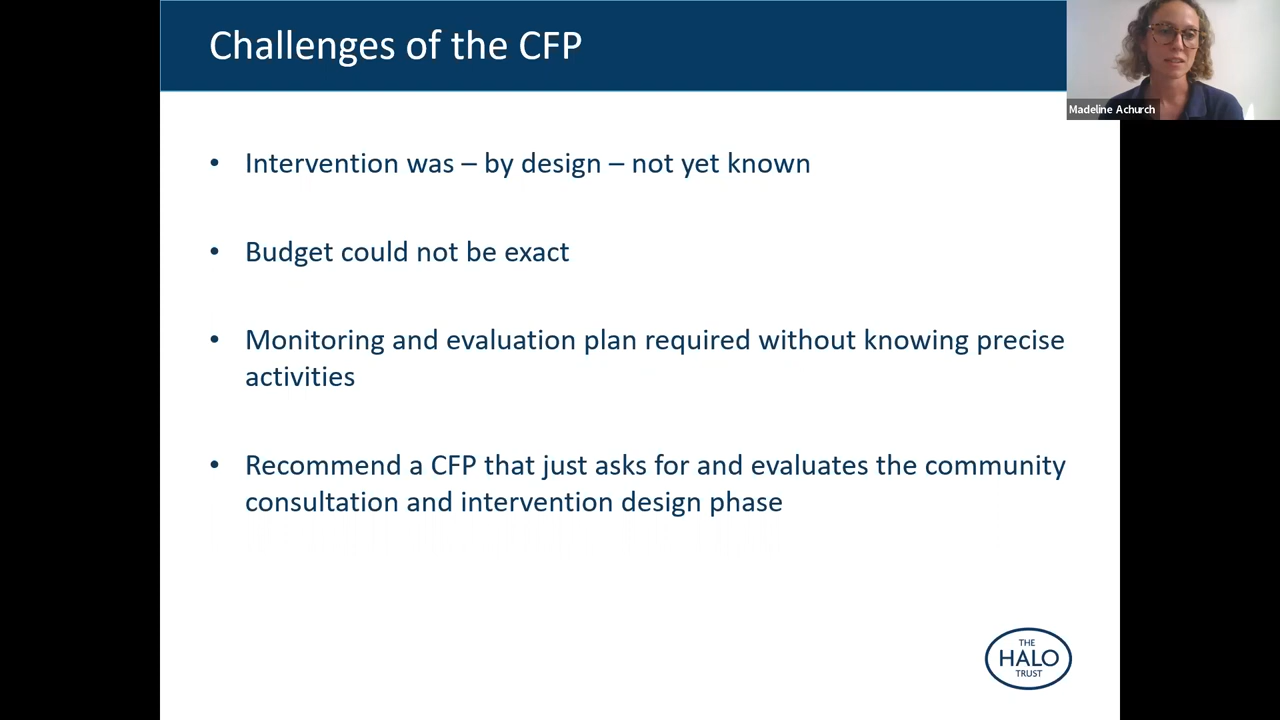 Challenges of the CFP
Madeline Achurch
• Intervention was – by design – not yet known
• Budget could not be exact
• Monitoring and evaluation plan required without knowing precise
activities
• Recommend a CFP that just asks for and evaluates the community
consultation and intervention design phase
THE
HALO
TRUST